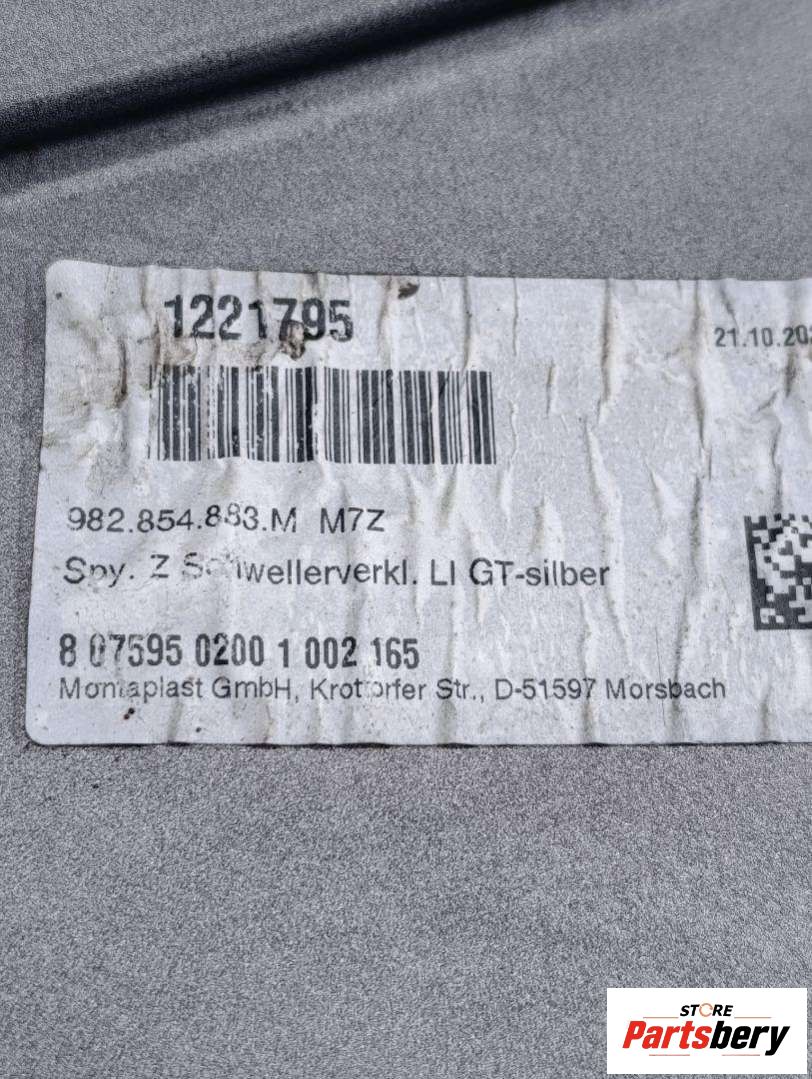 1221795
21.10.20
982.854.883.M M7Z
Spy. Z Schwellerverkl. LI GT-silber
8 07595 0200 1 002 165
Montaplast GmbH, Krottorfer Str., D-51597 Morsbach
STORE
Partsbery